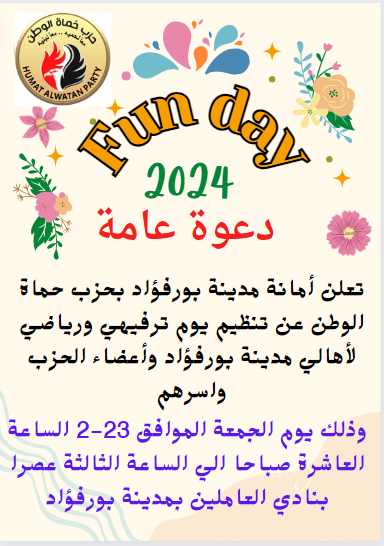 حزب حماة الوطن
HUMAT ALWATAN PARTY
Fun day
2024
دعوة عامة
تعلن أمانة مدينة بورفؤاد بحزب حماة
الوطن عن تنظيم يوم ترفيهي ورياضي
لأهالي مدينة بورفؤاد وأعضاء الحزب
واسرهم
وذلك يوم الجمعة الموافق 23-2 الساعة
العاشرة صباحا الي الساعة الثالثة عصرا
بنادي العاملين بمدينة بورفؤاد